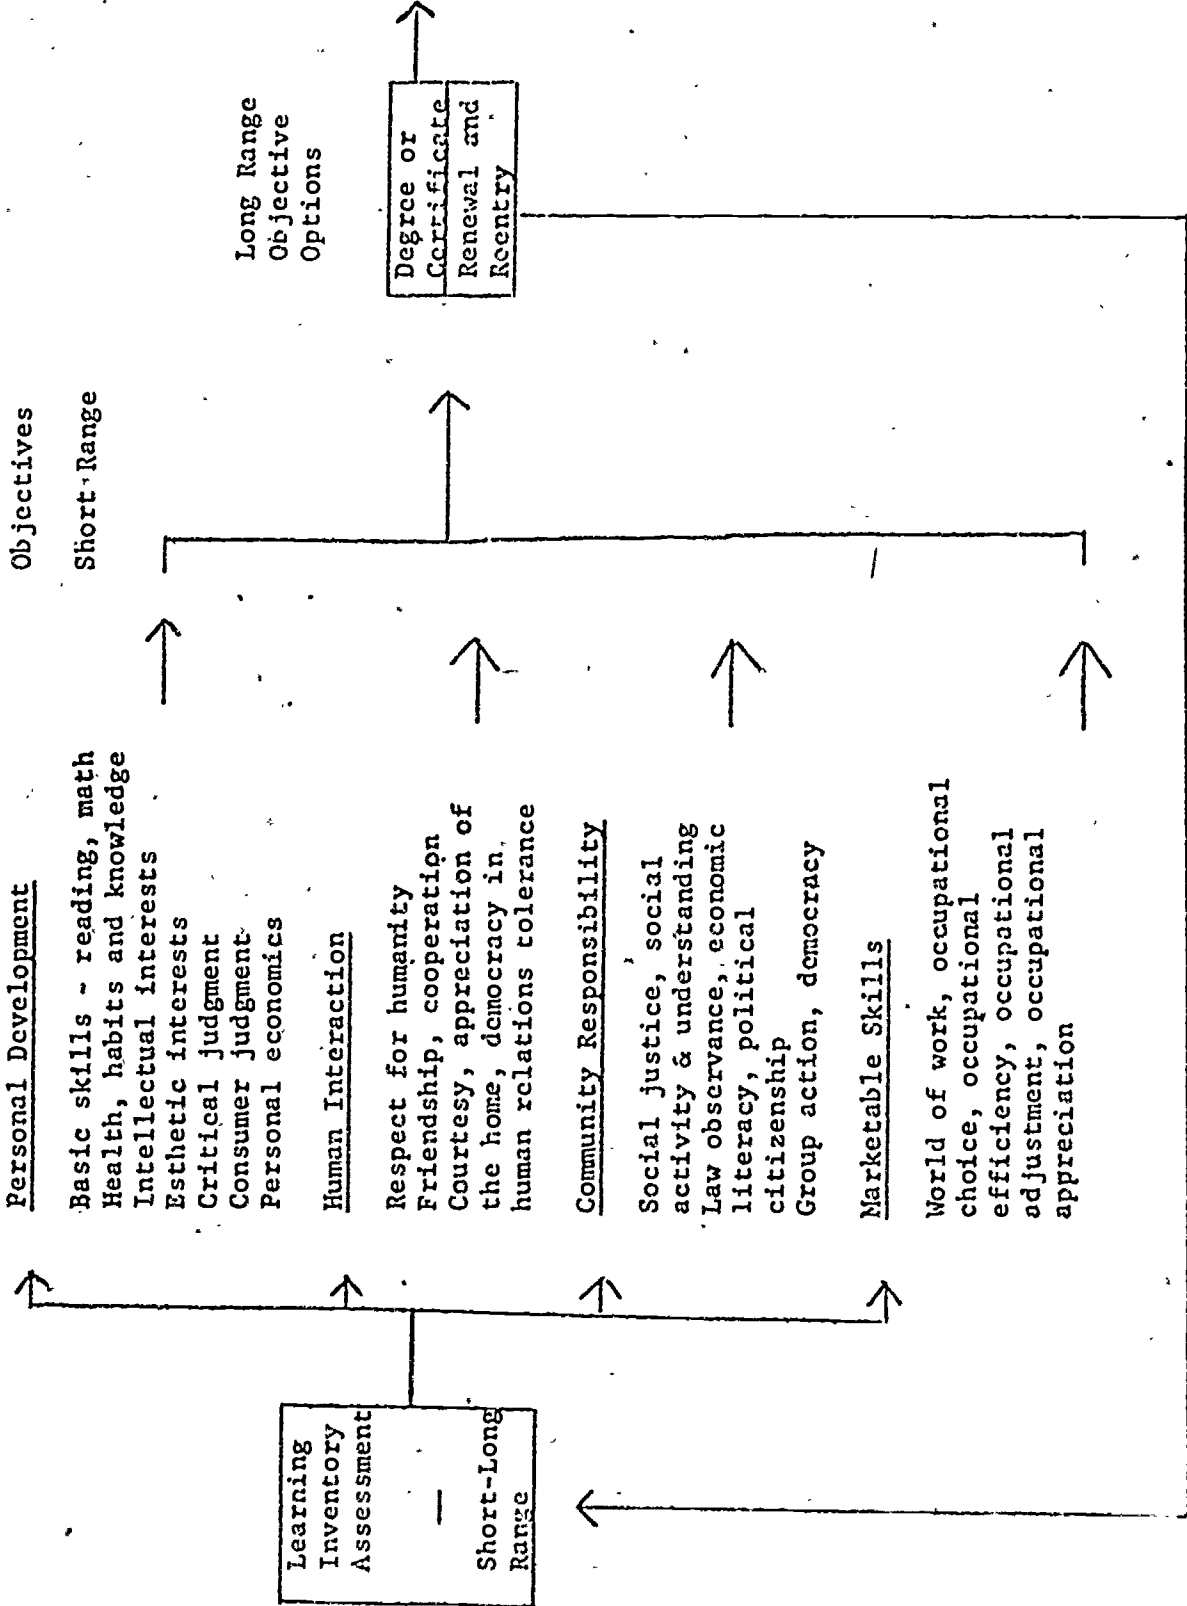 Learning
Inventory
Assessment
—
Short-Long
Range
Personal Development
Basic skills - reading, math
Health, habits and knowledge
Intellectual interests
Esthetic interests
Critical judgment
Consumer judgment
Personal economics
Human Interaction
Respect for humanity
Friendship, cooperation
Courtesy, appreciation of
the home, democracy in
human relations tolerance
Community Responsibility
Social justice, social
activity & understanding
Law observance, economic
literacy, political
citizenship
Group action, democracy
Marketable Skills
World of work, occupational
choice, occupational
efficiency, occupational
adjustment, occupational
appreciation
Objectives
Short Range
Long Range
Objective
Options
Degree or
Certificate
Renewal and
Reentry